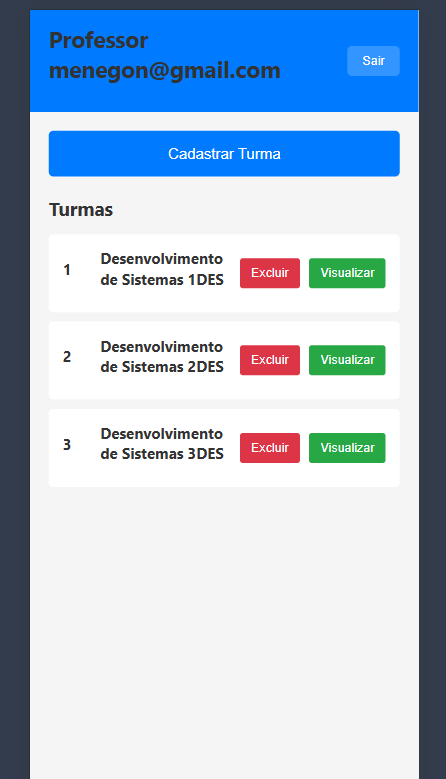 Professor
menegon@gmail.com
Sair
Cadastrar Turma
Turmas
1
Desenvolvimento
de Sistemas 1DES
Excluir
Visualizar
2
Desenvolvimento
de Sistemas 2DES
Excluir
Visualizar
3
Desenvolvimento
de Sistemas 3DES
Excluir
Visualizar